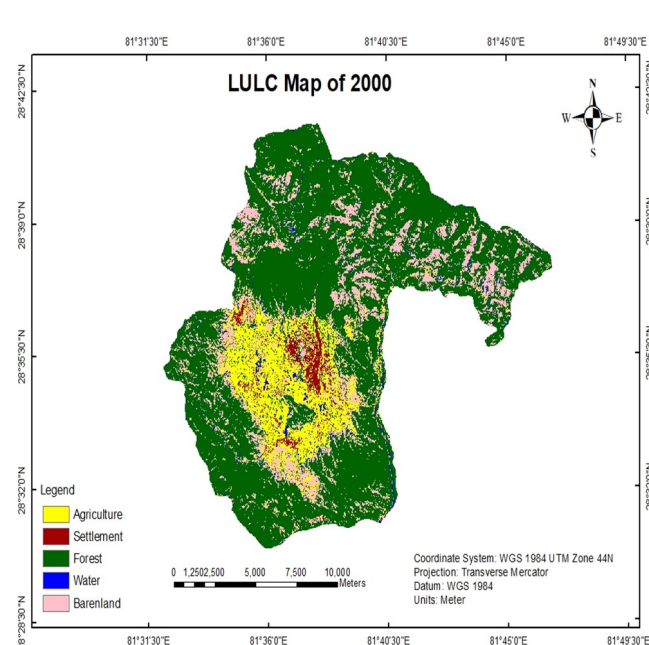 81°31'30"E 81°36'0"E 81°40'30"E 81°45'0"E 81°49'30"E
LULC Map of 2000
N
W E
S
28°42'30"N
28°39'0"N
28°35'30"N
28°32'0"N
8°28'30"N
Legend
Agriculture
Settlement
Forest
Water
Barenland
0 1,250 2,500 5,000 7,500 10,000
Meters
Coordinate System: WGS 1984 UTM Zone 44N
Projection: Transverse Mercator
Datum: WGS 1984
Units: Meter
81°31'30"E 81°36'0"E 81°40'30"E 81°45'0"E 81°49'30"E